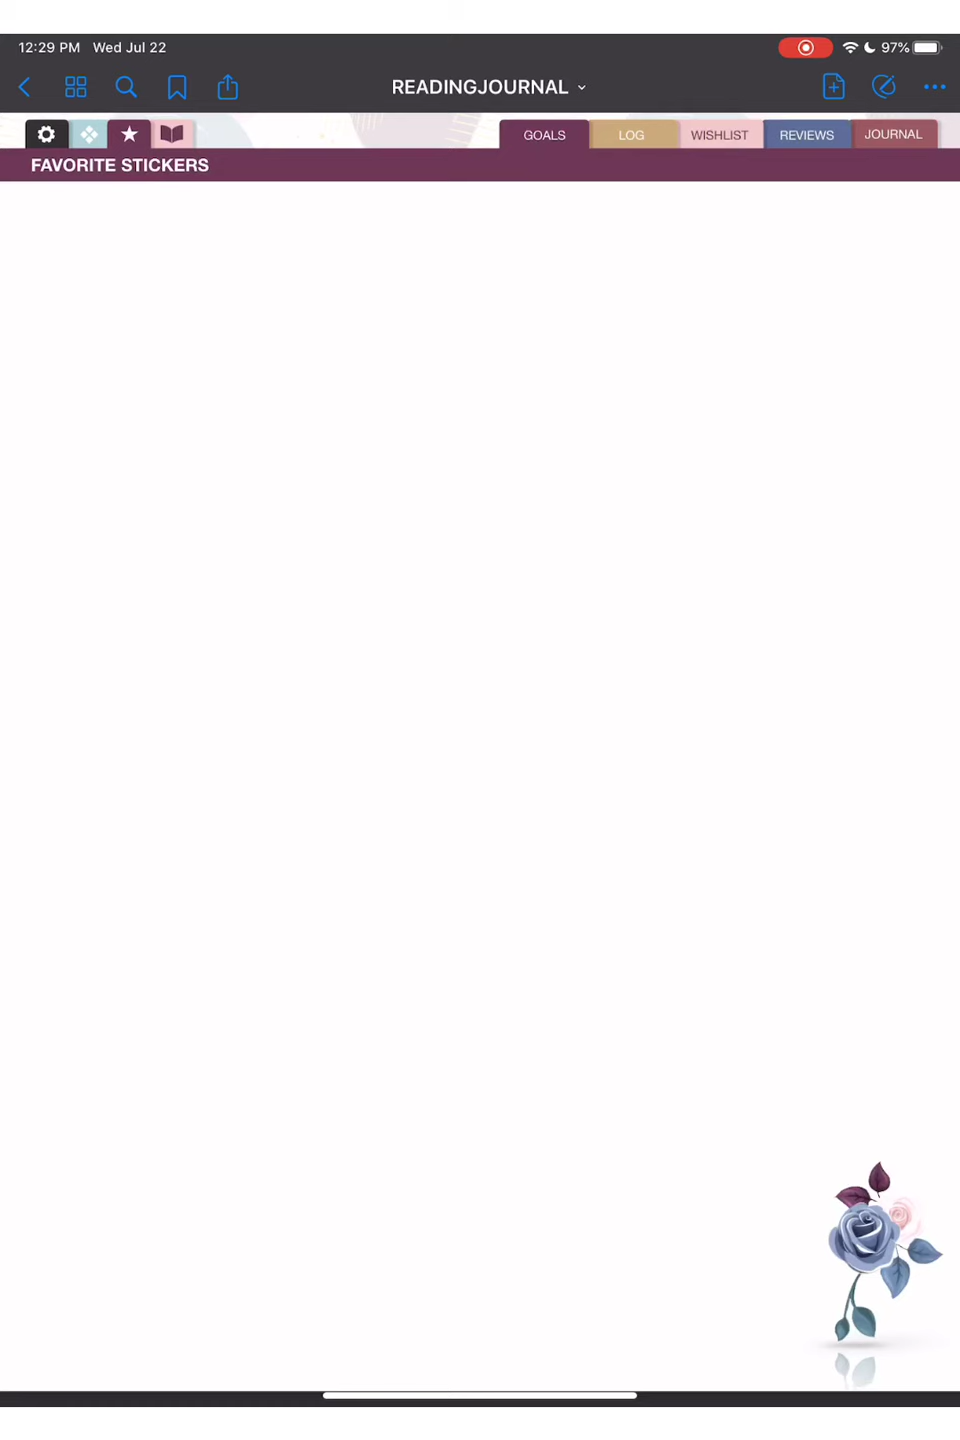 12:29 PM Wed Jul 22 97%
READINGJOURNAL
GOALS LOG WISHLIST REVIEWS JOURNAL
FAVORITE STICKERS